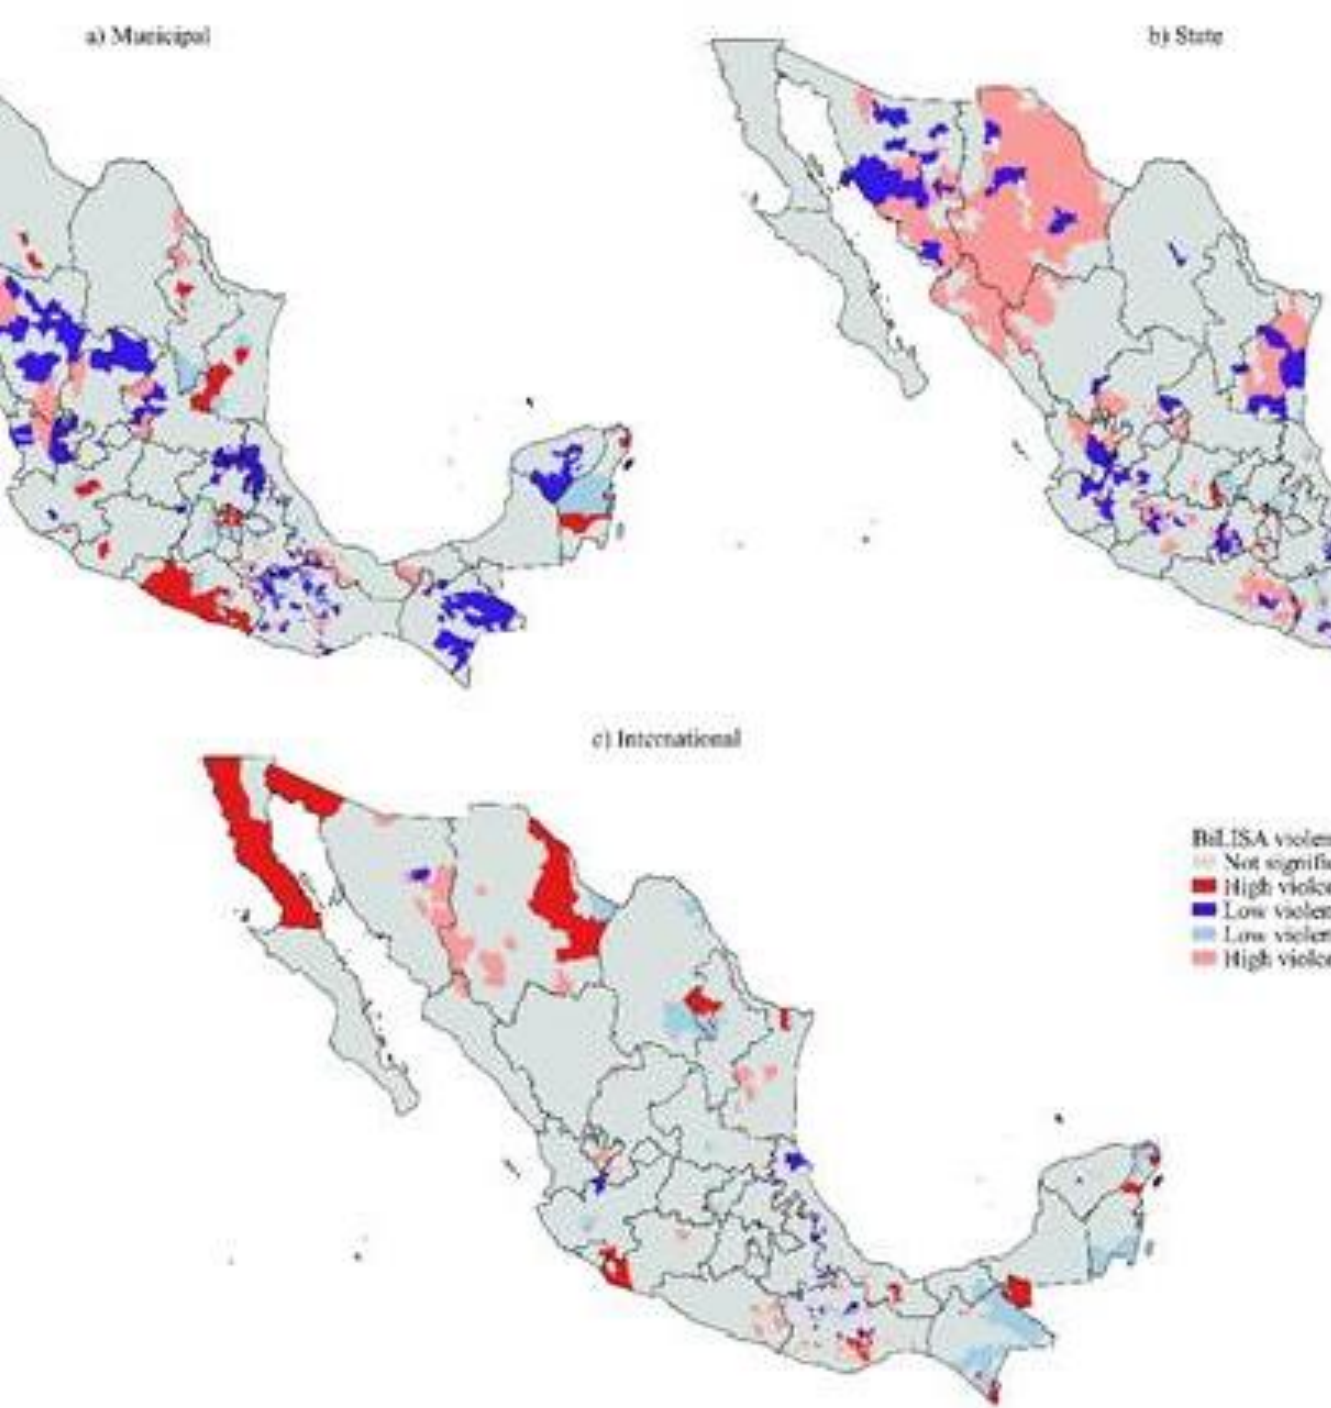 a) Municipal
b) State
c) International
BiLISA violen
Not signific
High violen
Low violen
Low violen
High violen